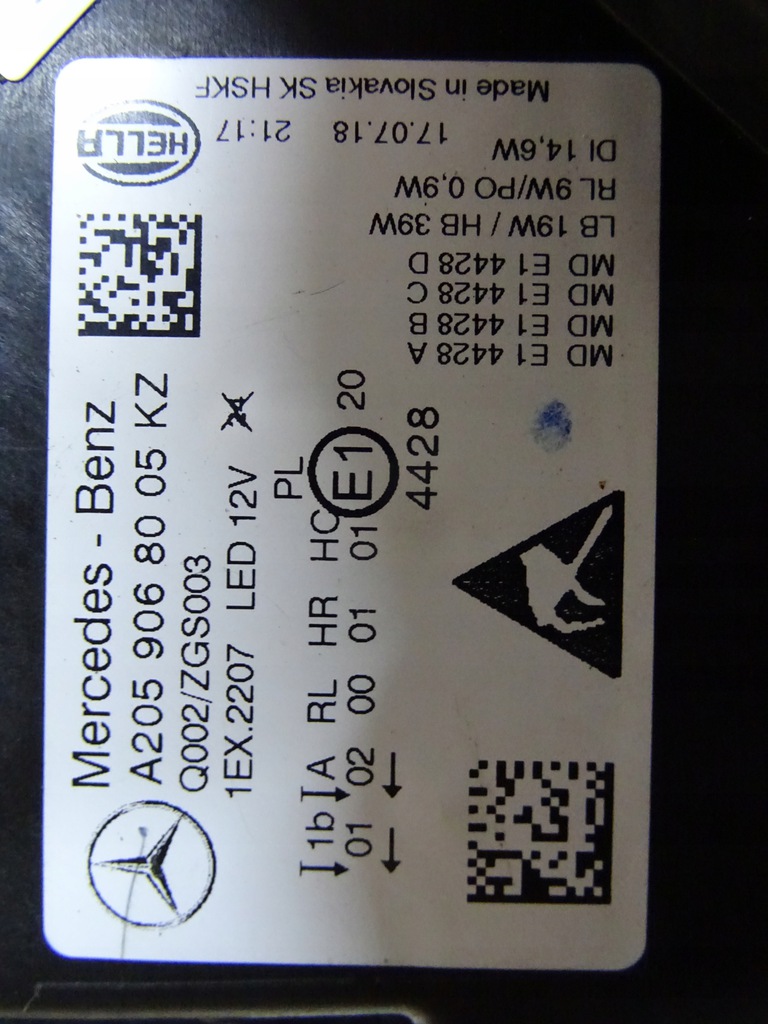 Mercedes - Benz
A205 906 80 05 KZ
Q002/ZGS003
1EX.2207 LED 12V
PL
1b A RL HR HC E1 20
01 02 00 01 01
4428
HELLA
Made in Slovakia SK HSKF
17.07.18 21:17
DI 14,6W
RL 9W/PO 0,9W
LB 19W / HB 39W
MD E1 4428 D
MD E1 4428 C
MD E1 4428 B
MD E1 4428 A